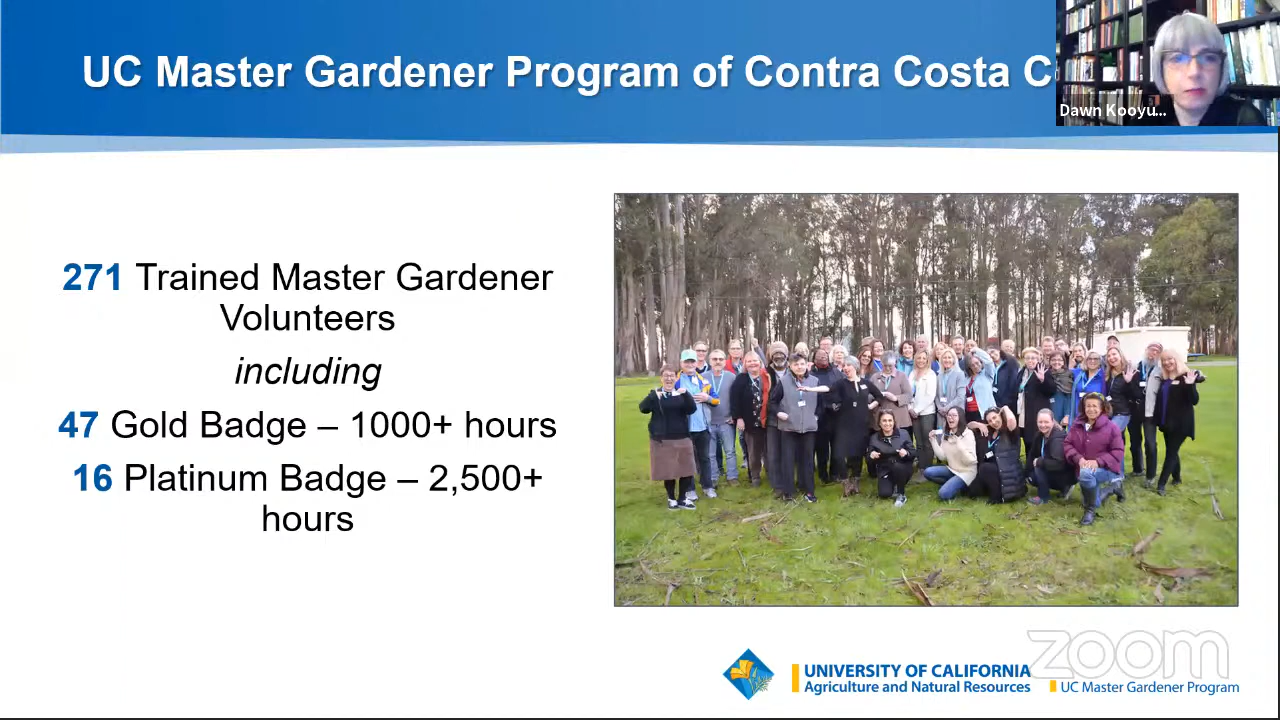 UC Master Gardener Program of Contra Costa C
Dawn Kooyu...
271 Trained Master Gardener
Volunteers
including
47 Gold Badge – 1000+ hours
16 Platinum Badge – 2,500+
hours
zoom
UNIVERSITY OF CALIFORNIA
Agriculture and Natural Resources
UC Master Gardener Program